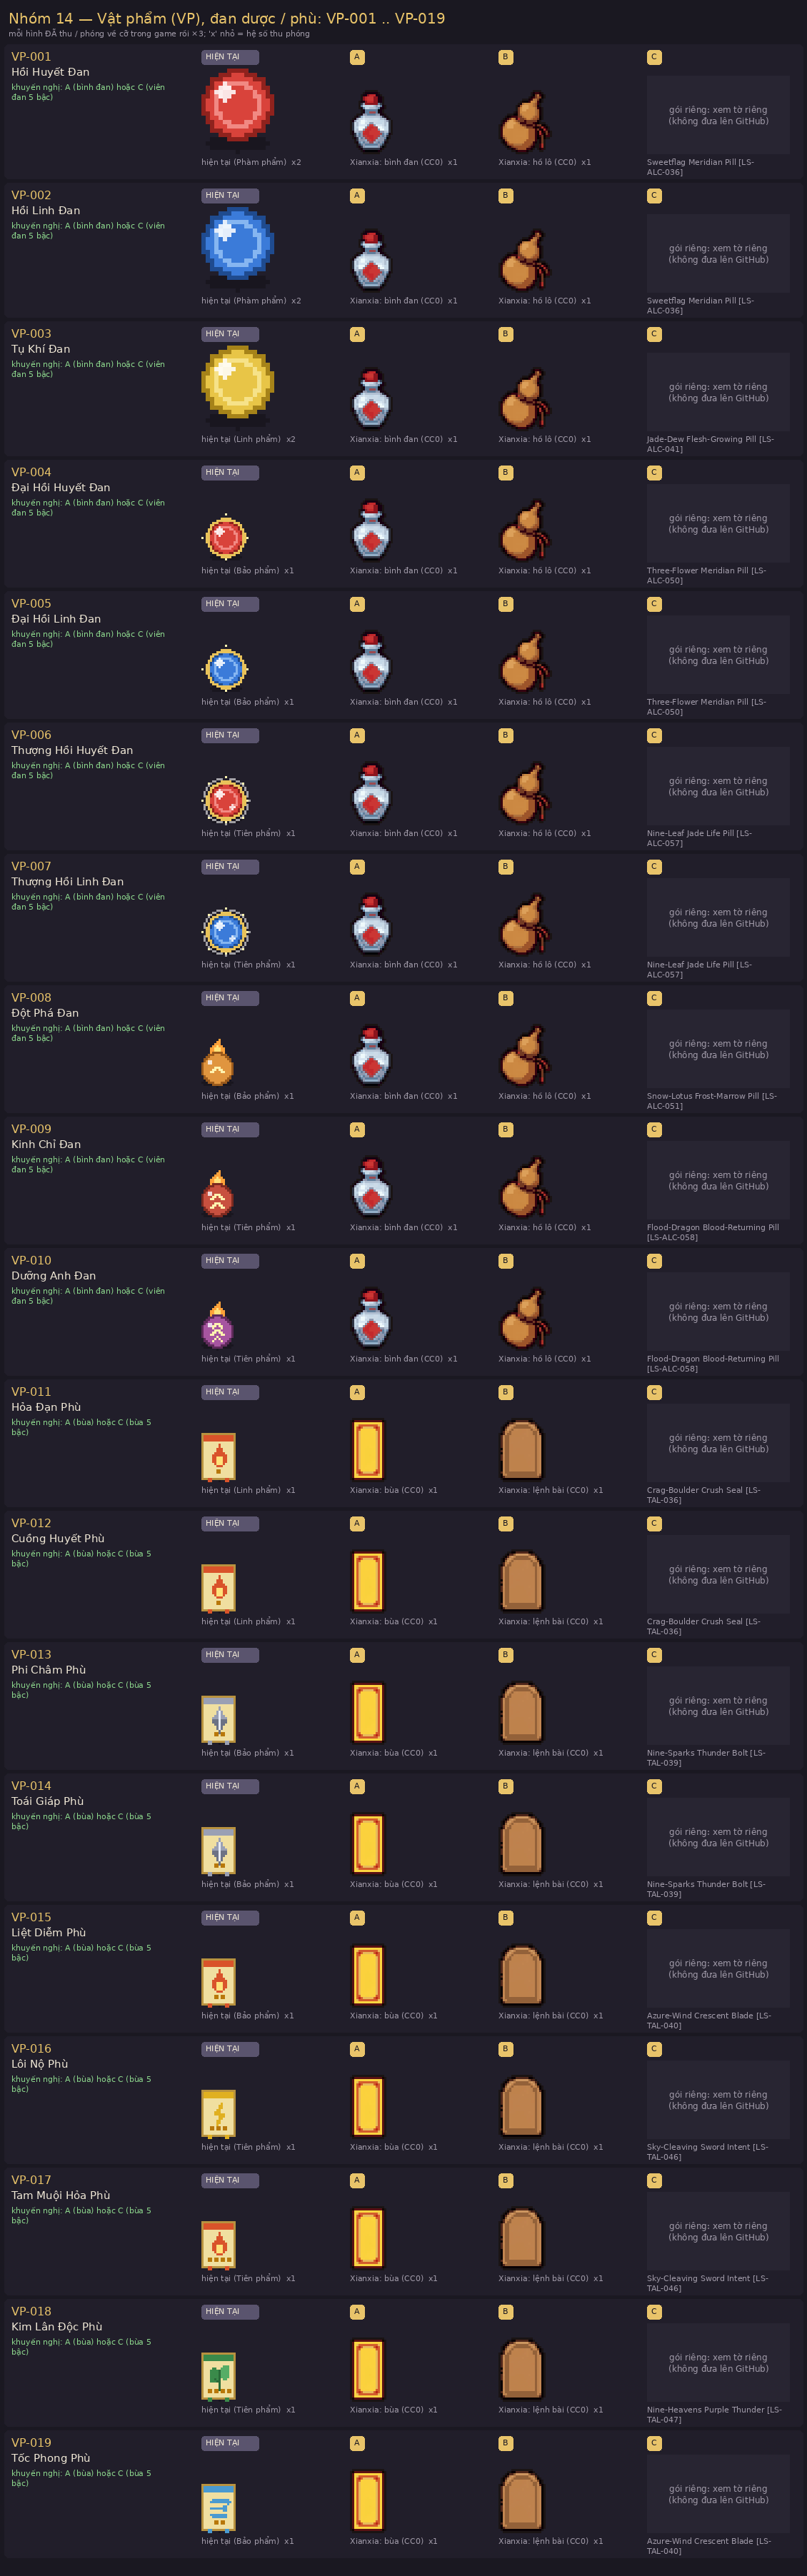 Nhóm 14 — Vật phẩm (VP), đan dược / phù: VP-001 .. VP-019
mỗi hình ĐÃ thu / phóng về cỡ trong game rồi ×3; 'x' nhỏ = hệ số thu phóng
VP-001
Hồi Huyết Đan
khuyến nghị: A (bình đan) hoặc C (viên
đan 5 bậc)
HIỆN TẠI
hiện tại (Phàm phẩm) x2
A
Xianxia: bình đan (CC0) x1
B
Xianxia: hồ lô (CC0) x1
C
gói riêng: xem tờ riêng
(không đưa lên GitHub)
Sweetflag Meridian Pill [LS-
ALC-036]
VP-002
Hồi Linh Đan
khuyến nghị: A (bình đan) hoặc C (viên
đan 5 bậc)
HIỆN TẠI
hiện tại (Phàm phẩm) x2
A
Xianxia: bình đan (CC0) x1
B
Xianxia: hồ lô (CC0) x1
C
gói riêng: xem tờ riêng
(không đưa lên GitHub)
Sweetflag Meridian Pill [LS-
ALC-036]
VP-003
Tụ Khí Đan
khuyến nghị: A (bình đan) hoặc C (viên
đan 5 bậc)
HIỆN TẠI
hiện tại (Linh phẩm) x2
A
Xianxia: bình đan (CC0) x1
B
Xianxia: hồ lô (CC0) x1
C
gói riêng: xem tờ riêng
(không đưa lên GitHub)
Jade-Dew Flesh-Growing Pill [LS-
ALC-041]
VP-004
Đại Hồi Huyết Đan
khuyến nghị: A (bình đan) hoặc C (viên
đan 5 bậc)
HIỆN TẠI
hiện tại (Bảo phẩm) x1
A
Xianxia: bình đan (CC0) x1
B
Xianxia: hồ lô (CC0) x1
C
gói riêng: xem tờ riêng
(không đưa lên GitHub)
Three-Flower Meridian Pill [LS-
ALC-050]
VP-005
Đại Hồi Linh Đan
khuyến nghị: A (bình đan) hoặc C (viên
đan 5 bậc)
HIỆN TẠI
hiện tại (Bảo phẩm) x1
A
Xianxia: bình đan (CC0) x1
B
Xianxia: hồ lô (CC0) x1
C
gói riêng: xem tờ riêng
(không đưa lên GitHub)
Three-Flower Meridian Pill [LS-
ALC-050]
VP-006
Thượng Hồi Huyết Đan
khuyến nghị: A (bình đan) hoặc C (viên
đan 5 bậc)
HIỆN TẠI
hiện tại (Tiên phẩm) x1
A
Xianxia: bình đan (CC0) x1
B
Xianxia: hồ lô (CC0) x1
C
gói riêng: xem tờ riêng
(không đưa lên GitHub)
Nine-Leaf Jade Life Pill [LS-
ALC-057]
VP-007
Thượng Hồi Linh Đan
khuyến nghị: A (bình đan) hoặc C (viên
đan 5 bậc)
HIỆN TẠI
hiện tại (Tiên phẩm) x1
A
Xianxia: bình đan (CC0) x1
B
Xianxia: hồ lô (CC0) x1
C
gói riêng: xem tờ riêng
(không đưa lên GitHub)
Nine-Leaf Jade Life Pill [LS-
ALC-057]
VP-008
Đột Phá Đan
khuyến nghị: A (bình đan) hoặc C (viên
đan 5 bậc)
HIỆN TẠI
hiện tại (Bảo phẩm) x1
A
Xianxia: bình đan (CC0) x1
B
Xianxia: hồ lô (CC0) x1
C
gói riêng: xem tờ riêng
(không đưa lên GitHub)
Snow-Lotus Frost-Marrow Pill [LS-
ALC-051]
VP-009
Kinh Chỉ Đan
khuyến nghị: A (bình đan) hoặc C (viên
đan 5 bậc)
HIỆN TẠI
hiện tại (Tiên phẩm) x1
A
Xianxia: bình đan (CC0) x1
B
Xianxia: hồ lô (CC0) x1
C
gói riêng: xem tờ riêng
(không đưa lên GitHub)
Flood-Dragon Blood-Returning Pill
[LS-ALC-058]
VP-010
Dưỡng Anh Đan
khuyến nghị: A (bình đan) hoặc C (viên
đan 5 bậc)
HIỆN TẠI
hiện tại (Tiên phẩm) x1
A
Xianxia: bình đan (CC0) x1
B
Xianxia: hồ lô (CC0) x1
C
gói riêng: xem tờ riêng
(không đưa lên GitHub)
Flood-Dragon Blood-Returning Pill
[LS-ALC-058]
VP-011
Hỏa Đạn Phù
khuyến nghị: A (bùa) hoặc C (bùa 5
bậc)
HIỆN TẠI
hiện tại (Linh phẩm) x1
A
Xianxia: bùa (CC0) x1
B
Xianxia: lệnh bài (CC0) x1
C
gói riêng: xem tờ riêng
(không đưa lên GitHub)
Crag-Boulder Crush Seal [LS-
TAL-036]
VP-012
Cuồng Huyết Phù
khuyến nghị: A (bùa) hoặc C (bùa 5
bậc)
HIỆN TẠI
hiện tại (Linh phẩm) x1
A
Xianxia: bùa (CC0) x1
B
Xianxia: lệnh bài (CC0) x1
C
gói riêng: xem tờ riêng
(không đưa lên GitHub)
Crag-Boulder Crush Seal [LS-
TAL-036]
VP-013
Phi Châm Phù
khuyến nghị: A (bùa) hoặc C (bùa 5
bậc)
HIỆN TẠI
hiện tại (Bảo phẩm) x1
A
Xianxia: bùa (CC0) x1
B
Xianxia: lệnh bài (CC0) x1
C
gói riêng: xem tờ riêng
(không đưa lên GitHub)
Nine-Sparks Thunder Bolt [LS-
TAL-039]
VP-014
Toái Giáp Phù
khuyến nghị: A (bùa) hoặc C (bùa 5
bậc)
HIỆN TẠI
hiện tại (Bảo phẩm) x1
A
Xianxia: bùa (CC0) x1
B
Xianxia: lệnh bài (CC0) x1
C
gói riêng: xem tờ riêng
(không đưa lên GitHub)
Nine-Sparks Thunder Bolt [LS-
TAL-039]
VP-015
Liệt Diễm Phù
khuyến nghị: A (bùa) hoặc C (bùa 5
bậc)
HIỆN TẠI
hiện tại (Bảo phẩm) x1
A
Xianxia: bùa (CC0) x1
B
Xianxia: lệnh bài (CC0) x1
C
gói riêng: xem tờ riêng
(không đưa lên GitHub)
Azure-Wind Crescent Blade [LS-
TAL-040]
VP-016
Lôi Nộ Phù
khuyến nghị: A (bùa) hoặc C (bùa 5
bậc)
HIỆN TẠI
hiện tại (Tiên phẩm) x1
A
Xianxia: bùa (CC0) x1
B
Xianxia: lệnh bài (CC0) x1
C
gói riêng: xem tờ riêng
(không đưa lên GitHub)
Sky-Cleaving Sword Intent [LS-
TAL-046]
VP-017
Tam Muội Hỏa Phù
khuyến nghị: A (bùa) hoặc C (bùa 5
bậc)
HIỆN TẠI
hiện tại (Tiên phẩm) x1
A
Xianxia: bùa (CC0) x1
B
Xianxia: lệnh bài (CC0) x1
C
gói riêng: xem tờ riêng
(không đưa lên GitHub)
Sky-Cleaving Sword Intent [LS-
TAL-046]
VP-018
Kim Lân Độc Phù
khuyến nghị: A (bùa) hoặc C (bùa 5
bậc)
HIỆN TẠI
hiện tại (Tiên phẩm) x1
A
Xianxia: bùa (CC0) x1
B
Xianxia: lệnh bài (CC0) x1
C
gói riêng: xem tờ riêng
(không đưa lên GitHub)
Nine-Heavens Purple Thunder [LS-
TAL-047]
VP-019
Tốc Phong Phù
khuyến nghị: A (bùa) hoặc C (bùa 5
bậc)
HIỆN TẠI
hiện tại (Bảo phẩm) x1
A
Xianxia: bùa (CC0) x1
B
Xianxia: lệnh bài (CC0) x1
C
gói riêng: xem tờ riêng
(không đưa lên GitHub)
Azure-Wind Crescent Blade [LS-
TAL-040]